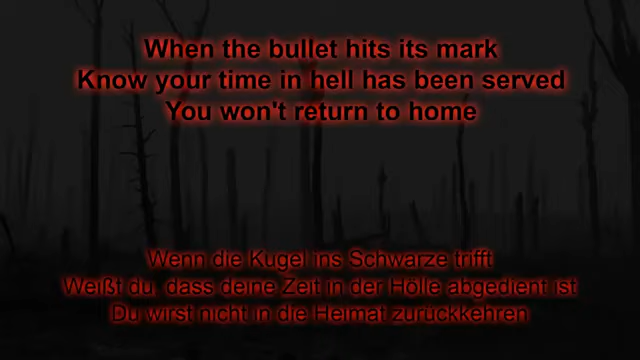 When the bullet hits its mark
Know your time in hell has been served
You won't return to home
Wenn die Kugel ins Schwarze trifft
Weißt du, dass deine Zeit in der Hölle abgedient ist
Du wirst nicht in die Heimat zurückkehren